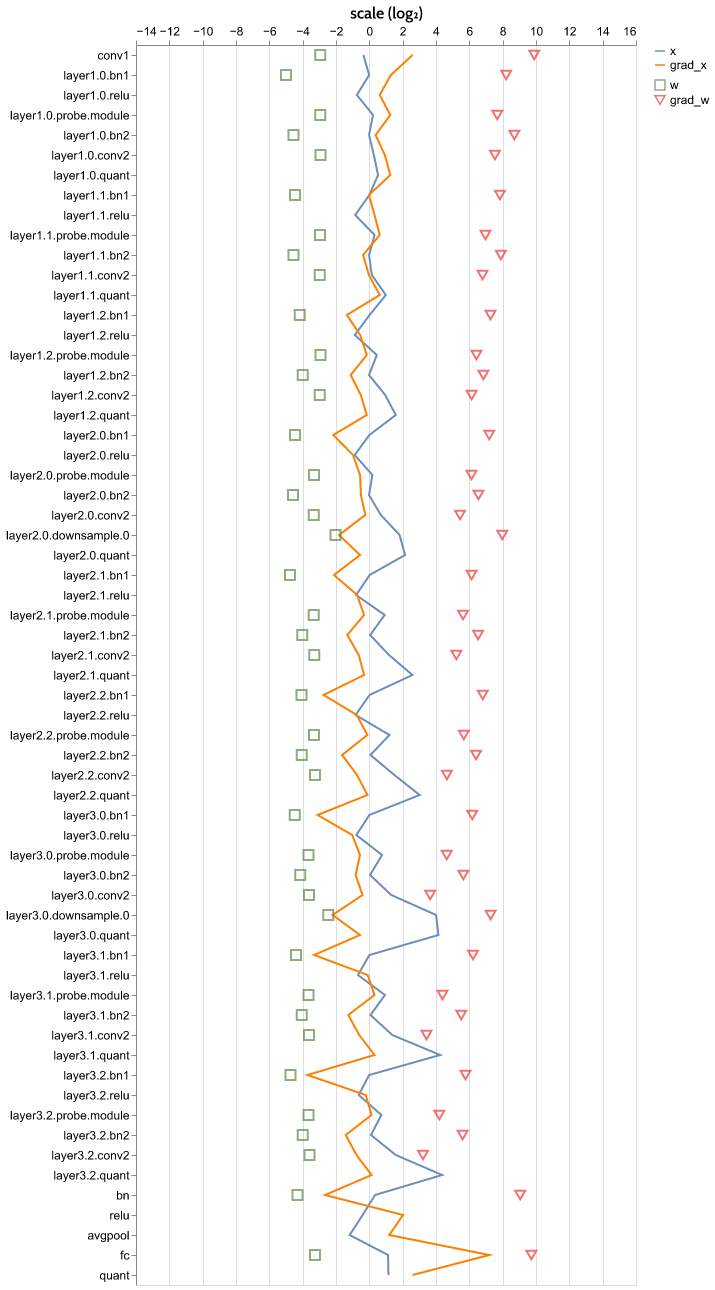 scale (log₂)
−14 −12 −10 −8 −6 −4 −2 0 2 4 6 8 10 12 14 16
x
grad_x
w
grad_w
conv1
layer1.0.bn1
layer1.0.relu
layer1.0.probe.module
layer1.0.bn2
layer1.0.conv2
layer1.0.quant
layer1.1.bn1
layer1.1.relu
layer1.1.probe.module
layer1.1.bn2
layer1.1.conv2
layer1.1.quant
layer1.2.bn1
layer1.2.relu
layer1.2.probe.module
layer1.2.bn2
layer1.2.conv2
layer1.2.quant
layer2.0.bn1
layer2.0.relu
layer2.0.probe.module
layer2.0.bn2
layer2.0.conv2
layer2.0.downsample.0
layer2.0.quant
layer2.1.bn1
layer2.1.relu
layer2.1.probe.module
layer2.1.bn2
layer2.1.conv2
layer2.1.quant
layer2.2.bn1
layer2.2.relu
layer2.2.probe.module
layer2.2.bn2
layer2.2.conv2
layer2.2.quant
layer3.0.bn1
layer3.0.relu
layer3.0.probe.module
layer3.0.bn2
layer3.0.conv2
layer3.0.downsample.0
layer3.0.quant
layer3.1.bn1
layer3.1.relu
layer3.1.probe.module
layer3.1.bn2
layer3.1.conv2
layer3.1.quant
layer3.2.bn1
layer3.2.relu
layer3.2.probe.module
layer3.2.bn2
layer3.2.conv2
layer3.2.quant
bn
relu
avgpool
fc
quant